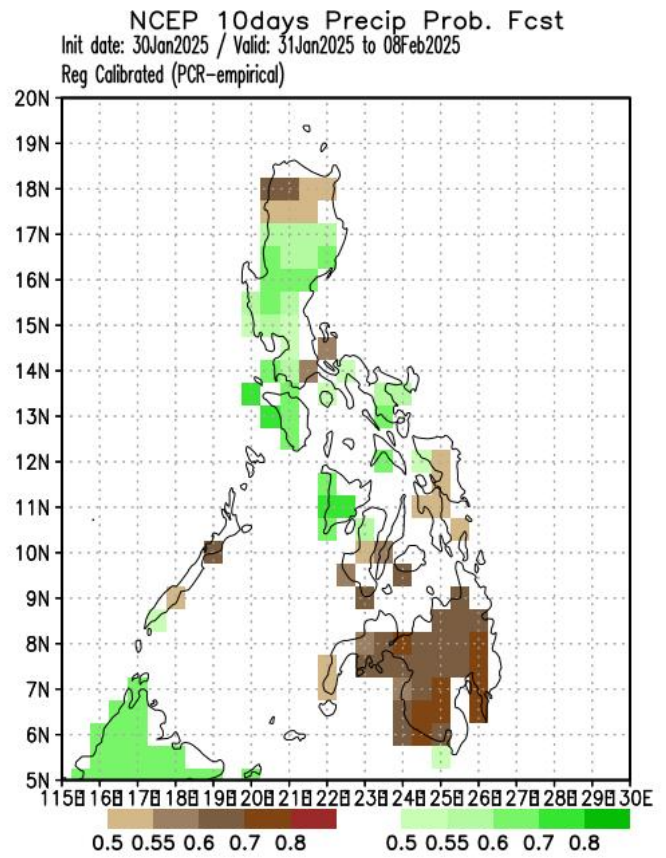 NCEP 10days Precip Prob. Fcst
Init date: 30Jan2025 / Valid: 31Jan2025 to 08Feb2025
Reg Calibrated (PCR-empirical)
20N
19N
18N
17N
16N
15N
14N
13N
12N
11N
10N
9N
8N
7N
6N
5N
115E 116E 117E 118E 119E 120E 121E 122E 123E 124E 125E 126E 127E 128E 129E 130E
0.5 0.55 0.6 0.7 0.8 0.5 0.55 0.6 0.7 0.8